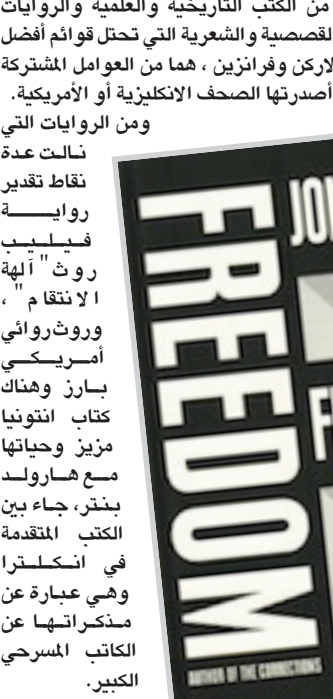 من الكتب التاريخية والعلمية والروايات
لقصصية والشعرية التي تحتل قوائم أفضل
لاركن وفرانزين ، هما من العوامل المشتركة
أصدرتها الصحف الانكليزية أو الأمريكية.
ومن الروايات التي
نالت عدة
نقاط تقدير
رواية
فيليب
روث "آلهة
الانتقام" ،
وروث روائي
أمريكي
بارز وهناك
كتاب انتونيا
مزيز وحياتها
مع هارولد
بنتر، جاء بين
الكتب المتقدمة
في انكلترا
وهي عبارة عن
مذكراتها عن
الكاتب المسرحي
الكبير.
JO
FREEDOM
F
AUTHOR OF THE CORRECTIONS